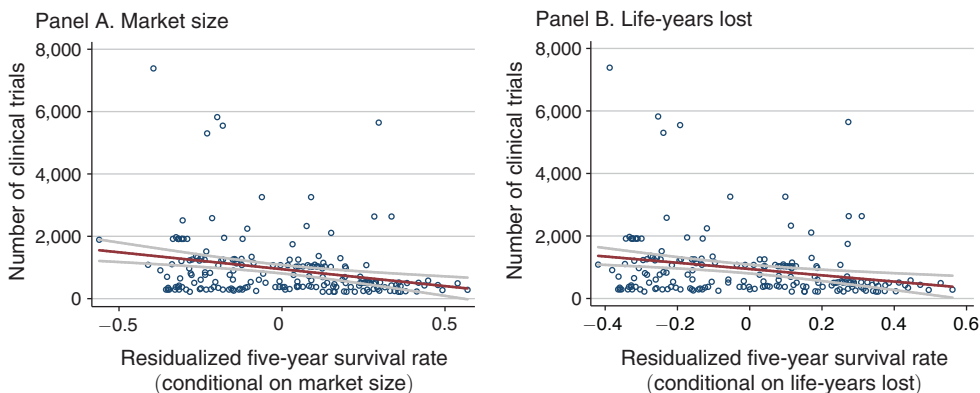 Panel A. Market size
Number of clinical trials
8,000
6,000
4,000
2,000
0
−0.5
0
0.5
Residualized five-year survival rate
(conditional on market size)
Panel B. Life-years lost
Number of clinical trials
8,000
6,000
4,000
2,000
0
−0.4
−0.2
0
0.2
0.4
0.6
Residualized five-year survival rate
(conditional on life-years lost)